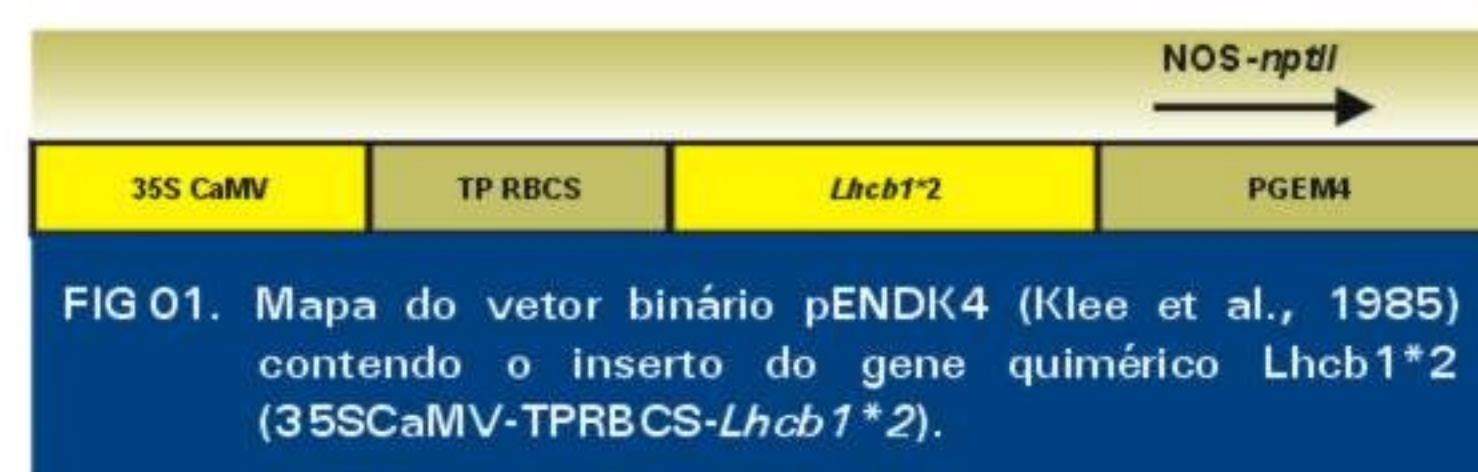 NOS-nptII
35S CaMV TP RBCS Lhcb1*2 PGEM4
FIG 01. Mapa do vetor binário pENDK4 (Klee et al., 1985)
contendo o inserto do gene quimérico Lhcb1*2
(35SCaMV-TPRBCS-Lhcb1*2).